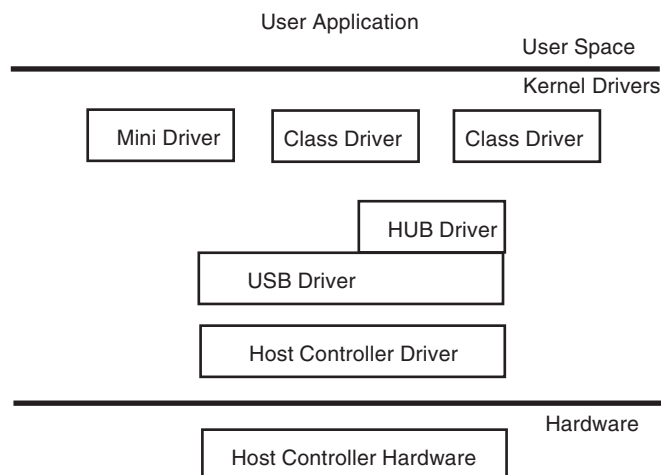 User Application
User Space
Kernel Drivers
Mini Driver
Class Driver
Class Driver
HUB Driver
USB Driver
Host Controller Driver
Hardware
Host Controller Hardware